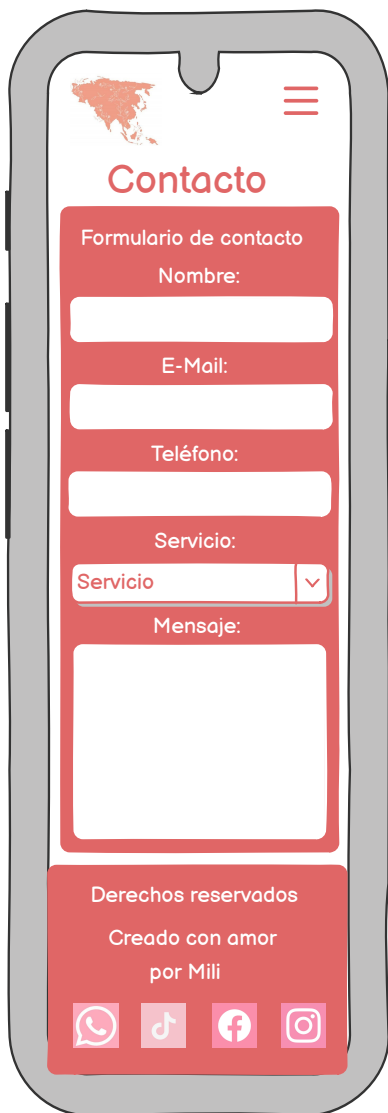 Contacto
Formulario de contacto
Nombre:
E-Mail:
Teléfono:
Servicio:
Servicio
Mensaje:
Derechos reservados
Creado con amor
por Mili